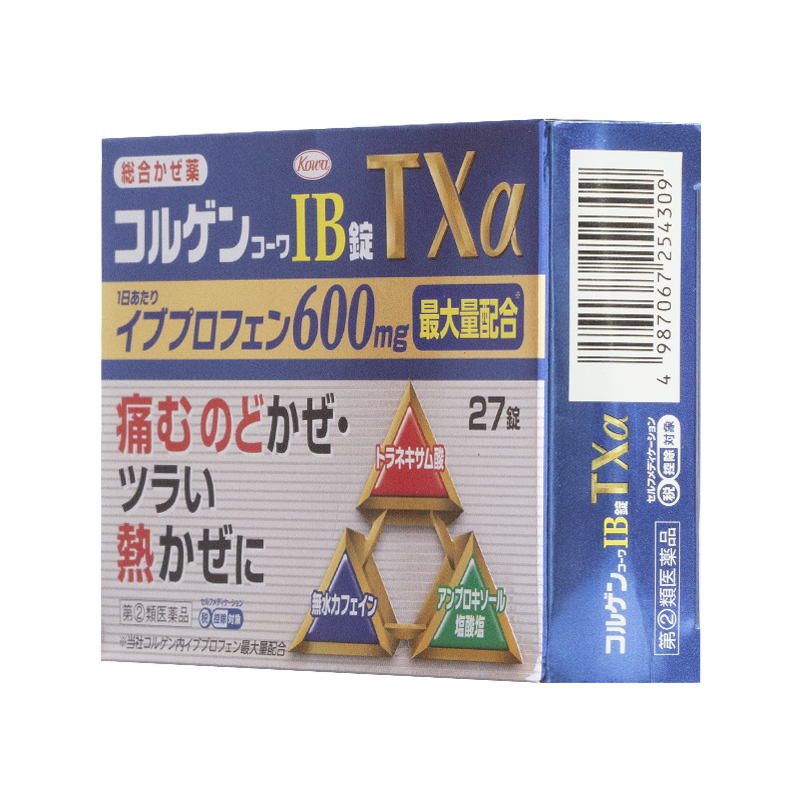 総合かぜ薬
Kowa
コルゲンコーワIB錠TXα
1日あたり
イブプロフェン600mg
最大量配合※
痛むのどかぜ・
ツラい
熱かぜに
27錠
トラネキサム酸
無水カフェイン
アンブロキソール
塩酸塩
指定②類医薬品
セルフメディケーション
税 控除 対象
※当社コルゲン内イブプロフェン最大量配合
4 987067 254309
コルゲンコーワIB錠TXα
セルフメディケーション
税 控除 対象
第②類医薬品